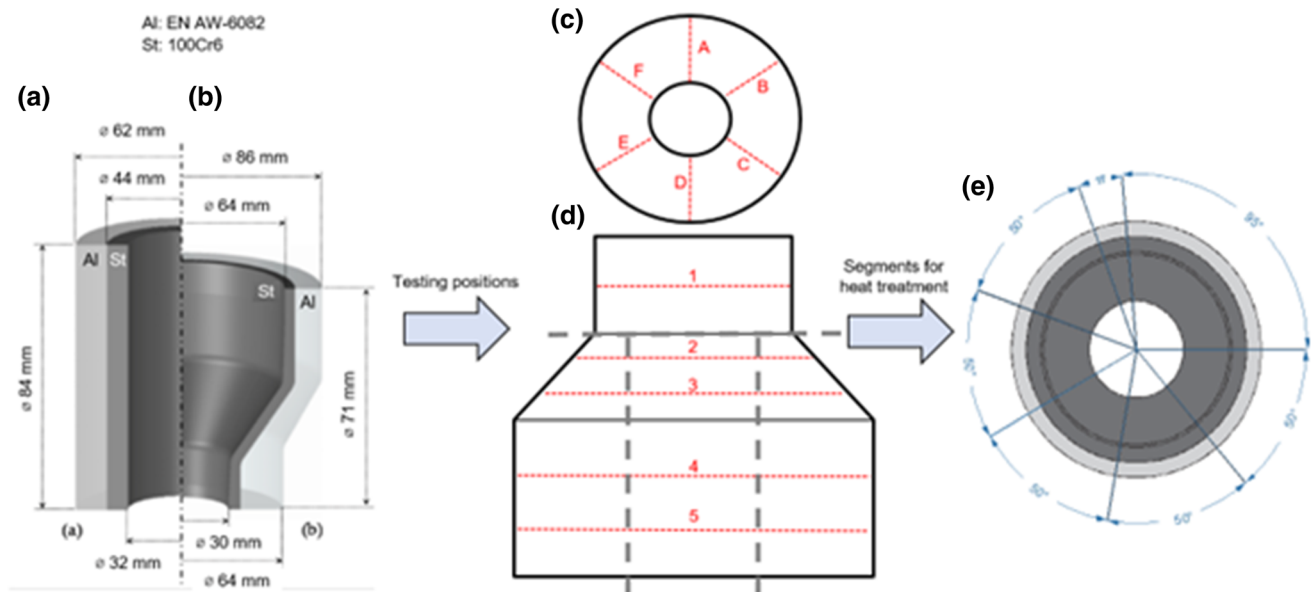 Al: EN AW-6082
St: 100Cr6
(a)
(b)
ø 62 mm
ø 86 mm
ø 44 mm
ø 64 mm
Al
St
St
Al
ø 84 mm
ø 71 mm
(a)
(b)
ø 30 mm
ø 32 mm
ø 64 mm
Testing positions
(c)
A
B
C
D
E
F
(d)
1
2
3
4
5
Segments for
heat treatment
(e)
50°
95°
50°
50°
50°
50°